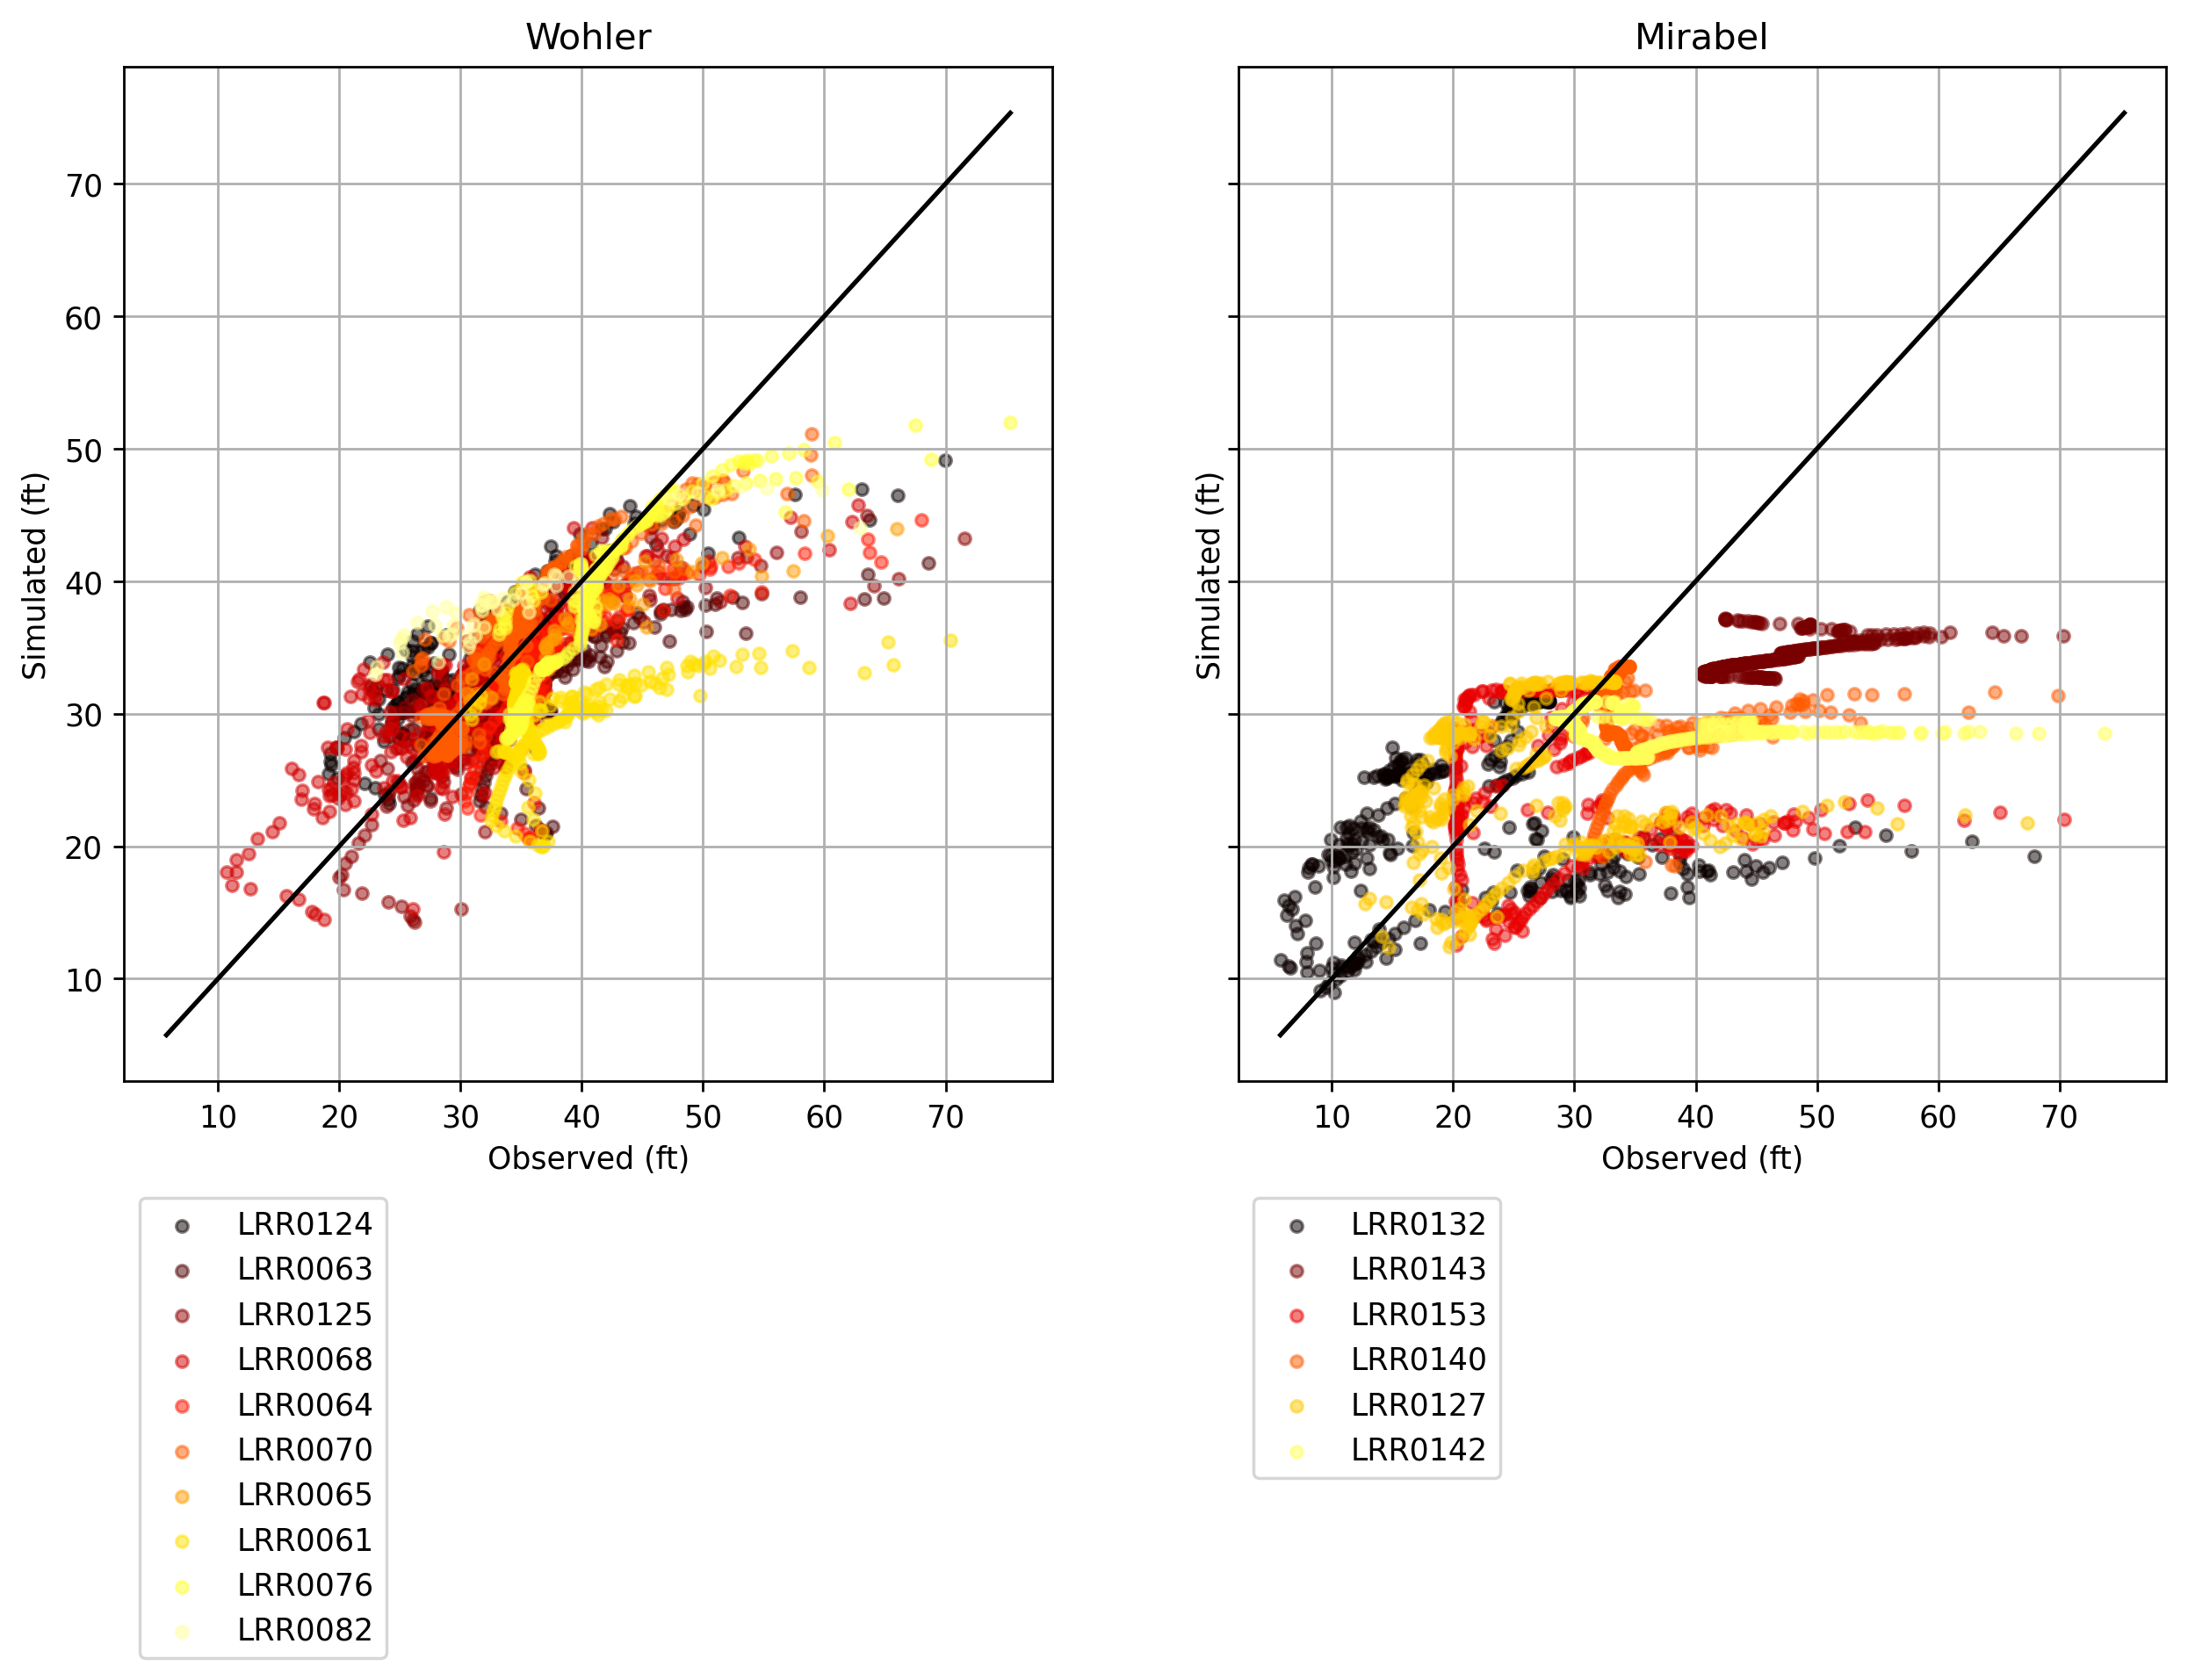 Wohler
Mirabel
Simulated (ft)
70
60
50
40
30
20
10
10 20 30 40 50 60 70
Observed (ft)
Simulated (ft)
10 20 30 40 50 60 70
Observed (ft)
LRR0124
LRR0063
LRR0125
LRR0068
LRR0064
LRR0070
LRR0065
LRR0061
LRR0076
LRR0082
LRR0132
LRR0143
LRR0153
LRR0140
LRR0127
LRR0142